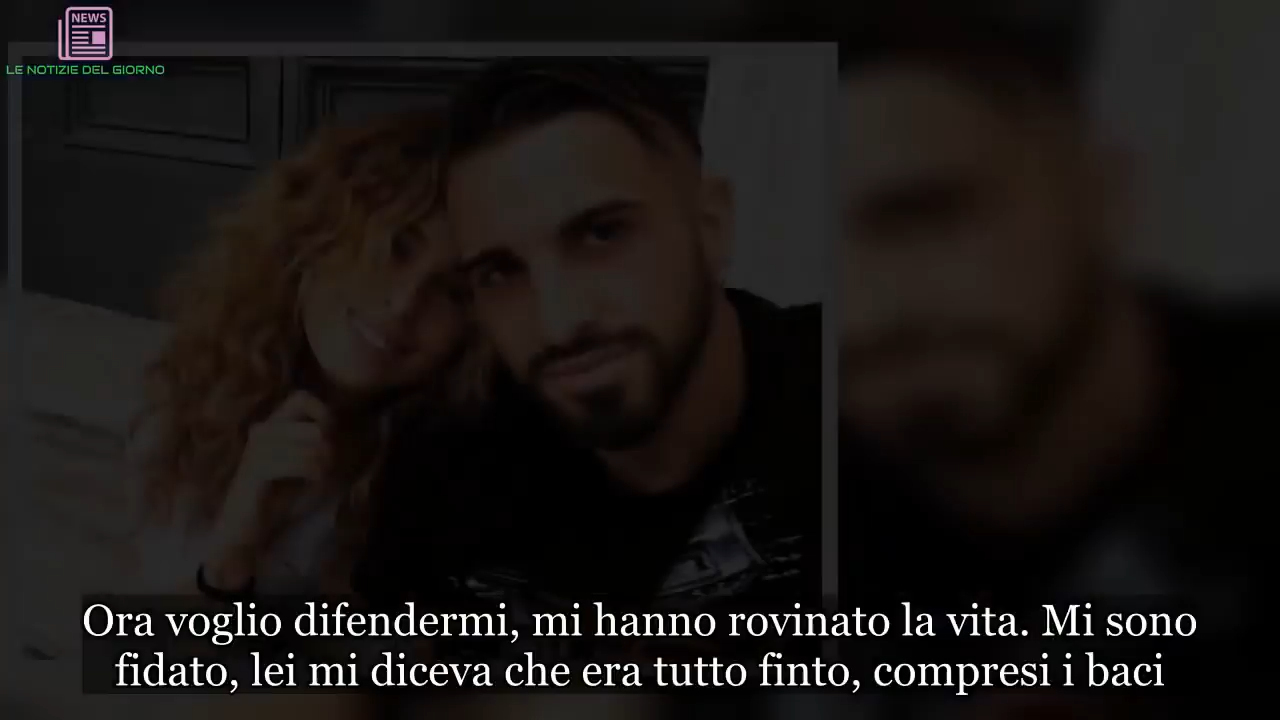 NEWS
LE NOTIZIE DEL GIORNO
Ora voglio difendermi, mi hanno rovinato la vita. Mi sono
fidato, lei mi diceva che era tutto finto, compresi i baci